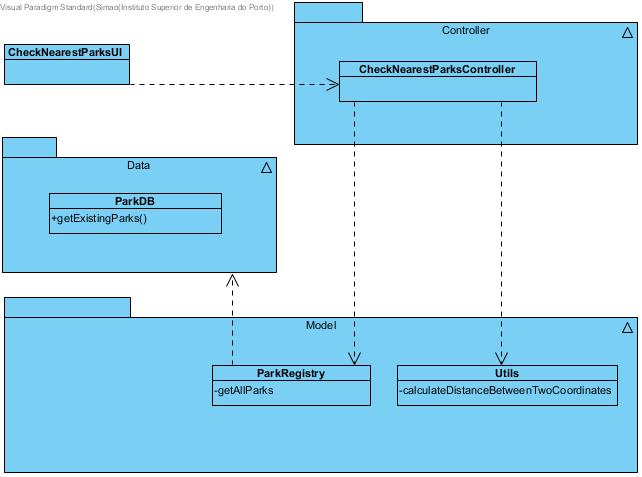 Visual Paradigm Standard(Simao(Instituto Superior de Engenharia do Porto))
Controller
CheckNearestParksUI
CheckNearestParksController
Data
ParkDB
+getExistingParks()
Model
ParkRegistry
-getAllParks
Utils
-calculateDistanceBetweenTwoCoordinates